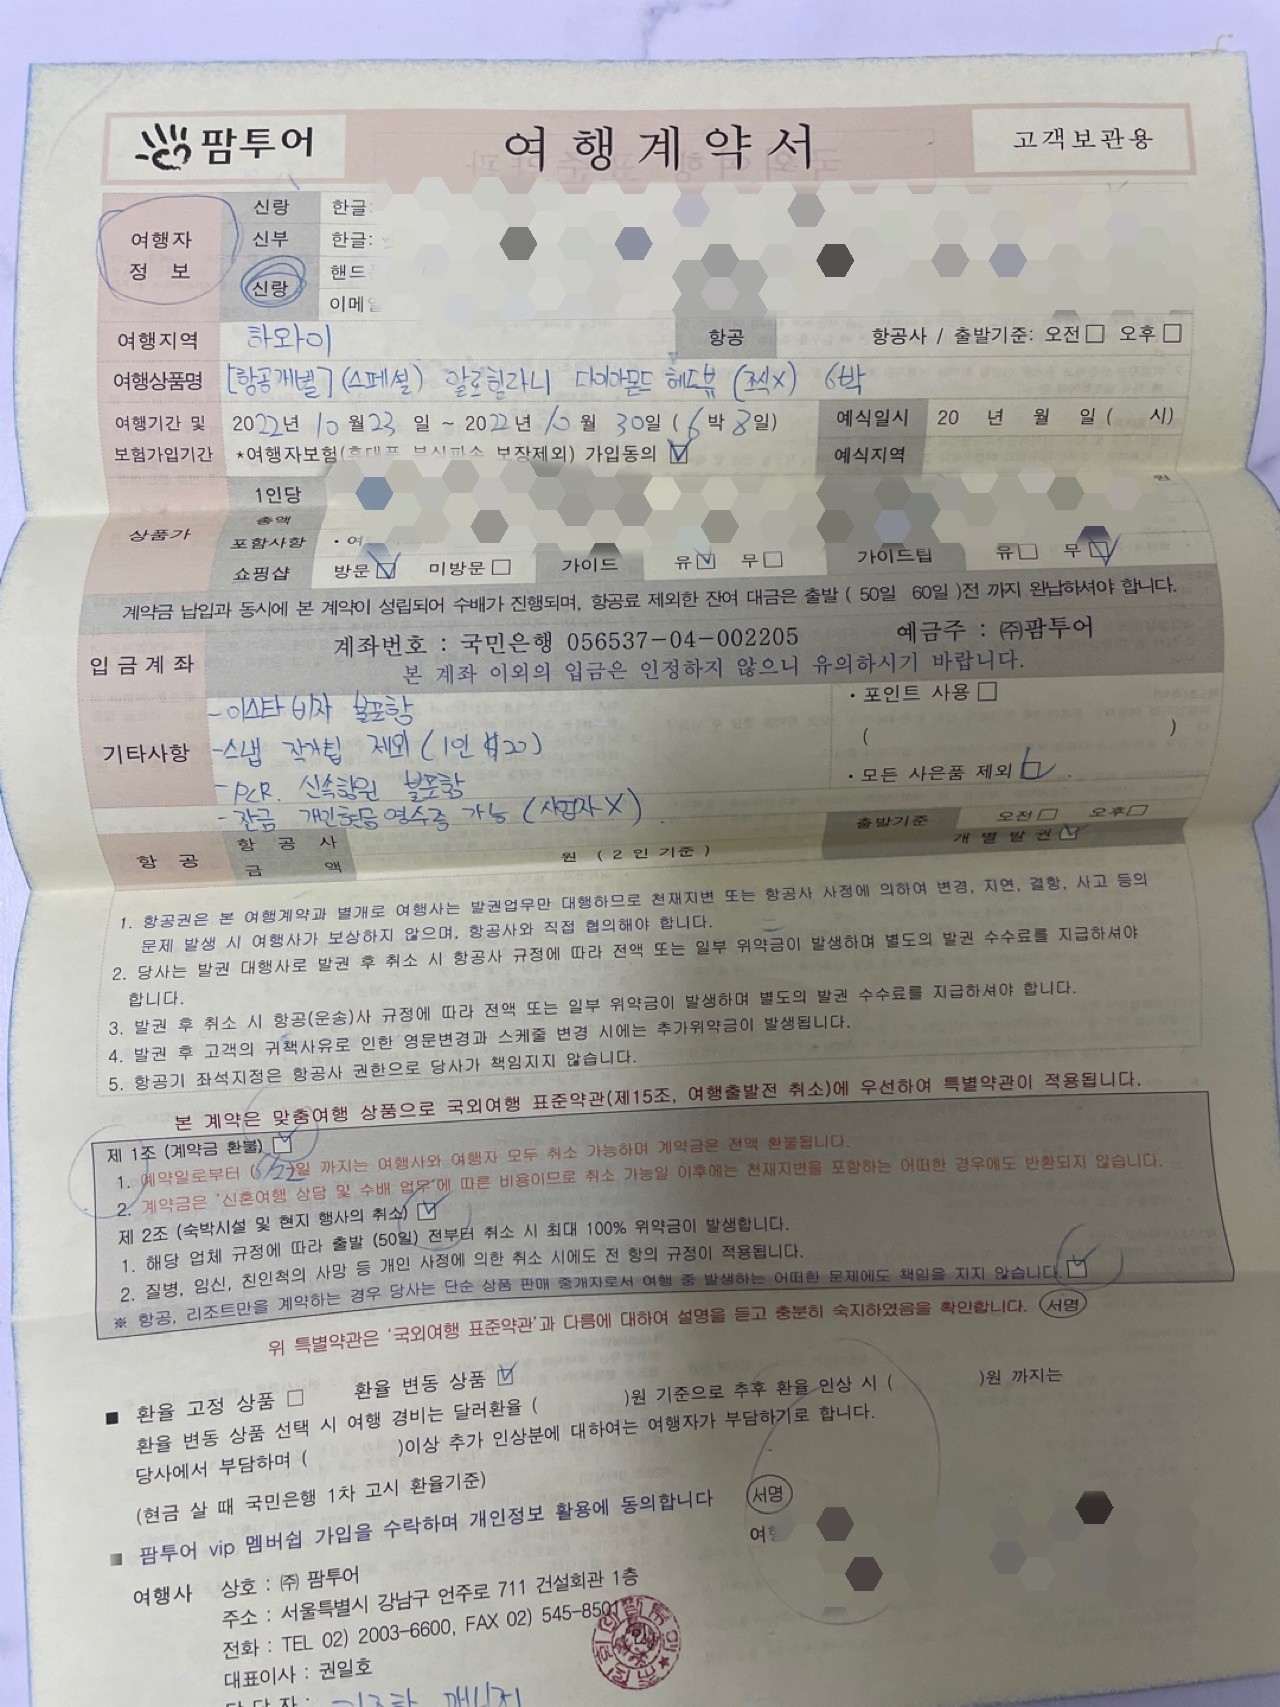 팜투어
여행계약서
고객보관용
여행자 정보
신랑 한글:
신부 한글:
신랑 핸드
이메일
여행지역 하와이 항공 항공사 / 출발기준: 오전□ 오후□
여행상품명 [항공개별] (스페셜) 알로힐라니 다이아몬드 헤드뷰 (조식X) 6박
여행기간 및 2022년 10월 23일 ~ 2022년 10월 30일 (6박 8일) 예식일시 20 년 월 일 ( 시)
보험가입기간 *여행자보험(휴대품 분실파손 보장제외) 가입동의 ☑ 예식지역
상품가 1인당 원
총액
포함사항 · 여
쇼핑샵 방문☑ 미방문□ 가이드 유☑ 무□ 가이드팁 유□ 무☑
계약금 납입과 동시에 본 계약이 성립되어 수배가 진행되며, 항공료 제외한 잔여 대금은 출발 ( 50일 60일 )전 까지 완납하셔야 합니다.
입금계좌 계좌번호 : 국민은행 056537-04-002205 예금주 : ㈜팜투어
본 계좌 이외의 입금은 인정하지 않으니 유의하시기 바랍니다.
기타사항
- 이스타 비자 불포함
- 스냅 작가팁 제외 (1인 $20)
- PCR. 신속항원 불포함
- 잔금 개인현금영수증 가능 (사업자X)
· 포인트 사용 □
( )
· 모든 사은품 제외 ☑
항공 항공사 출발기준 오전□ 오후□
금액 원 (2인기준) 개별발권☑
1. 항공권은 본 여행계약과 별개로 여행사는 발권업무만 대행하므로 천재지변 또는 항공사 사정에 의하여 변경, 지연, 결항, 사고 등의
문제 발생 시 여행사가 보상하지 않으며, 항공사와 직접 협의해야 합니다.
2. 당사는 발권 대행사로 발권 후 취소 시 항공사 규정에 따라 전액 또는 일부 위약금이 발생하며 별도의 발권 수수료를 지급하셔야
합니다.
3. 발권 후 취소 시 항공(운송)사 규정에 따라 전액 또는 일부 위약금이 발생하며 별도의 발권 수수료를 지급하셔야 합니다.
4. 발권 후 고객의 귀책사유로 인한 영문변경과 스케줄 변경 시에는 추가위약금이 발생됩니다.
5. 항공기 좌석지정은 항공사 권한으로 당사가 책임지지 않습니다.
본 계약은 맞춤여행 상품으로 국외여행 표준약관(제15조, 여행출발전 취소)에 우선하여 특별약관이 적용됩니다.
제 1조 (계약금 환불) ☑
1. 예약일로부터 (6/22)일 까지는 여행사와 여행자 모두 취소 가능하며 계약금은 전액 환불됩니다.
2. 계약금은 '신혼여행 상담 및 수배 업무'에 따른 비용이므로 취소 가능일 이후에는 천재지변을 포함하는 어떠한 경우에도 반환되지 않습니다.
제 2조 (숙박시설 및 현지 행사의 취소) ☑
1. 해당 업체 규정에 따라 출발 (50일) 전부터 취소 시 최대 100% 위약금이 발생합니다.
2. 질병, 임신, 친인척의 사망 등 개인 사정에 의한 취소 시에도 전 항의 규정이 적용됩니다.
※ 항공, 리조트만을 계약하는 경우 당사는 단순 상품 판매 중개자로서 여행 중 발생하는 어떠한 문제에도 책임을 지지 않습니다. ☑
위 특별약관은 '국외여행 표준약관'과 다름에 대하여 설명을 듣고 충분히 숙지하였음을 확인합니다. 서명
■ 환율 고정 상품 □ 환율 변동 상품 ☑
환율 변동 상품 선택 시 여행 경비는 달러환율 ( )원 기준으로 추후 환율 인상 시 ( )원 까지는
당사에서 부담하며 ( )이상 추가 인상분에 대하여는 여행자가 부담하기로 합니다.
(현금 살 때 국민은행 1차 고시 환율기준)
■ 팜투어 vip 멤버쉽 가입을 수락하며 개인정보 활용에 동의합니다 서명
여행사 상호 : ㈜ 팜투어
주소 : 서울특별시 강남구 언주로 711 건설회관 1층
전화 : TEL 02) 2003-6600, FAX 02) 545-8501
대표이사 : 권일호
담당자 : 매니저